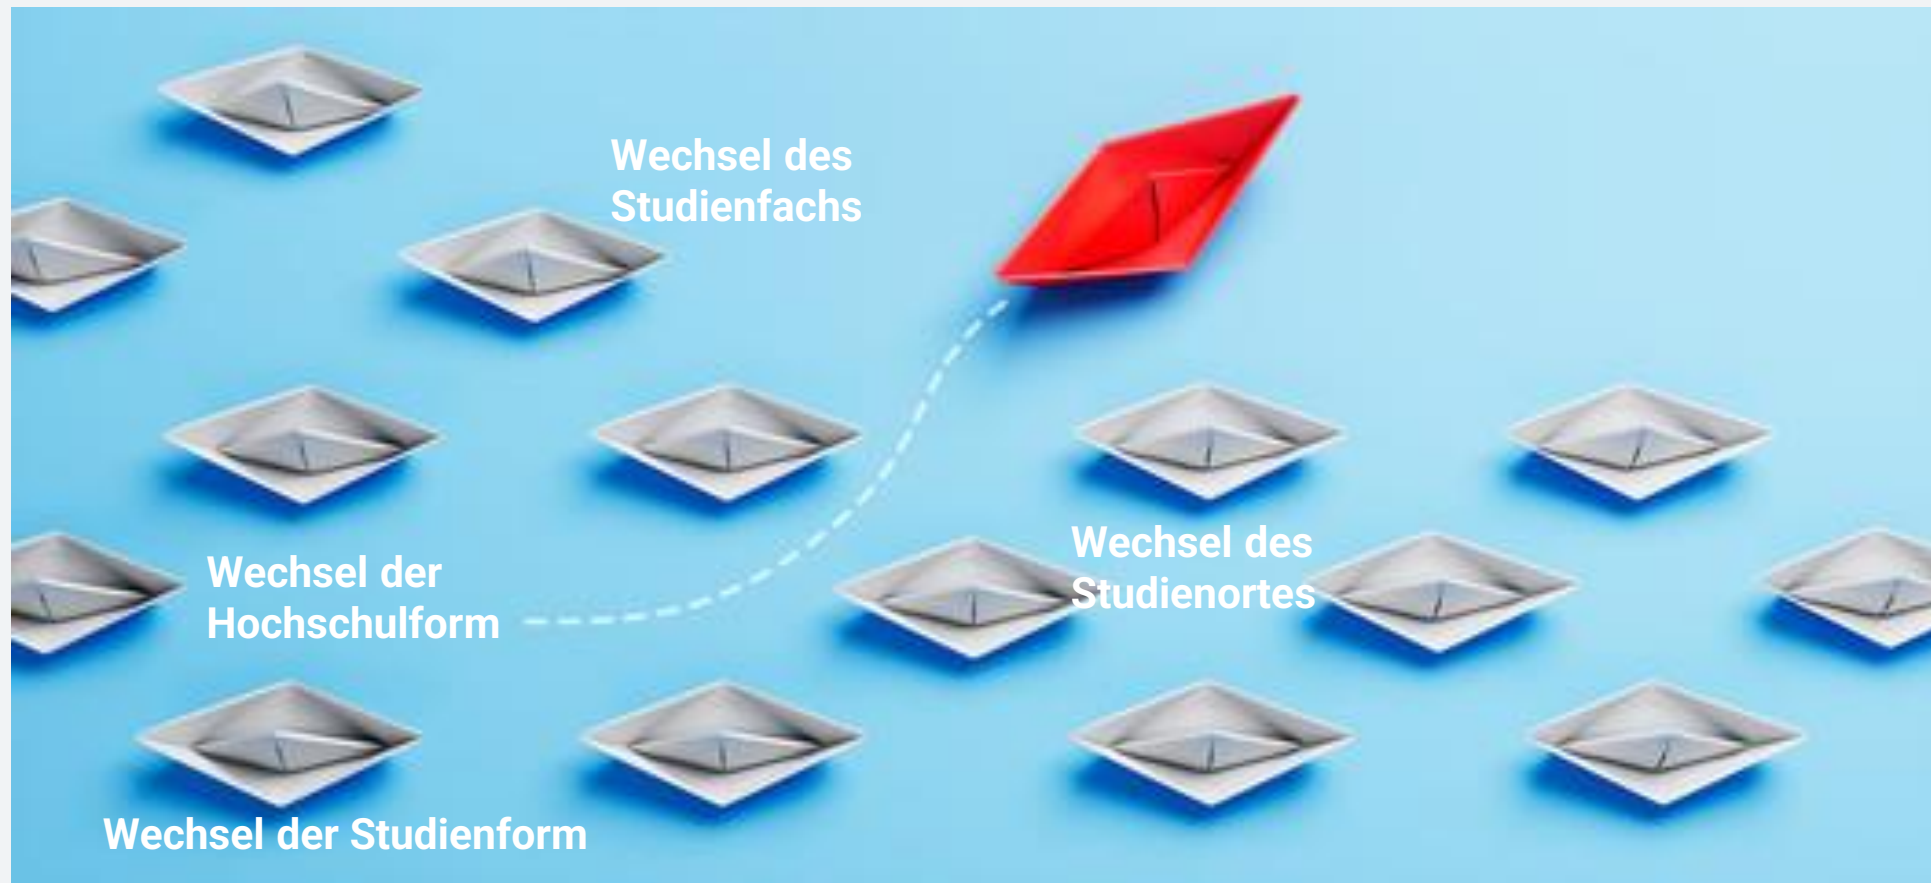 Wechsel des
Studienfachs
Wechsel des
Studienortes
Wechsel der
Hochschulform
Wechsel der Studienform